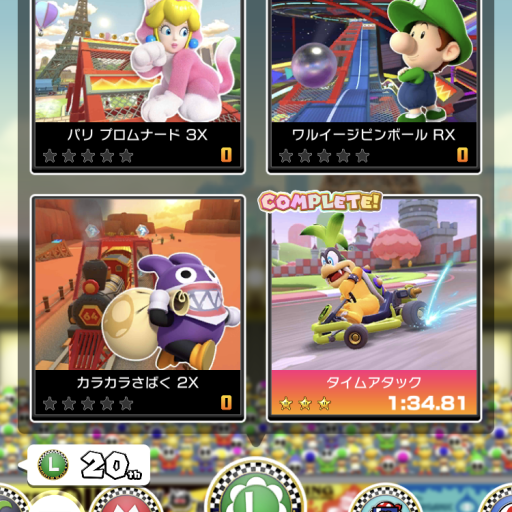 パリ プロムナード 3X
0
ワルイージピンボール RX
0
COMPLETE!
64
カラカラさばく 2X
0
タイムアタック
1:34.81
L 20th
L